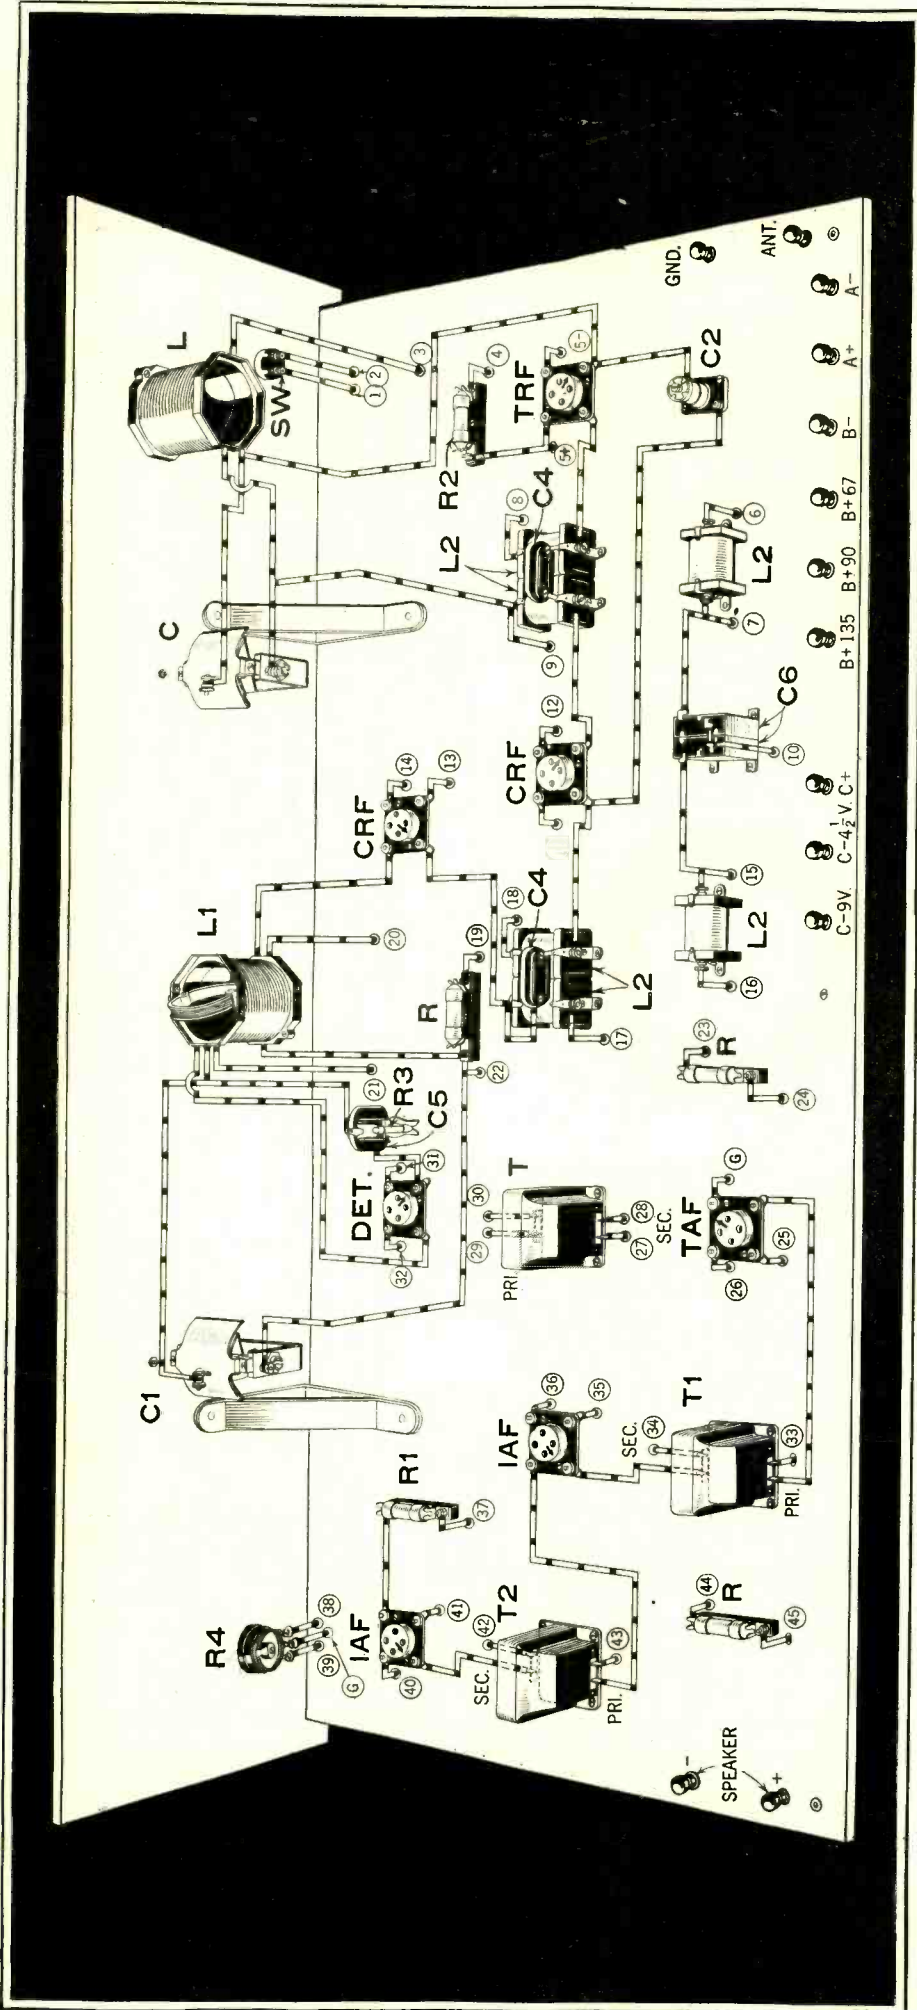 C1
C
L
R4
L1
SW
39
38
G
20
1
2
3
IAF
R1
DET.
21
R3
C5
CRF
14
13
40
41
37
32
31
R
22
19
R2
4
SEC.
42
T2
29
30
PRI.
T
18
C4
17
L2
CRF
12
L2
8
C4
9
TRF
5+
5-
IAF
36
35
PRI.
43
27
28
SEC.
SEC.
34
T1
PRI.
33
TAF
G
26
25
23
R
24
16
L2
15
C6
10
7
L2
6
C2
44
R
45
-
SPEAKER
+
GND.
ANT.
C-9V.
C-4½V.
C+
B+135
B+90
B+67
B-
A+
A-